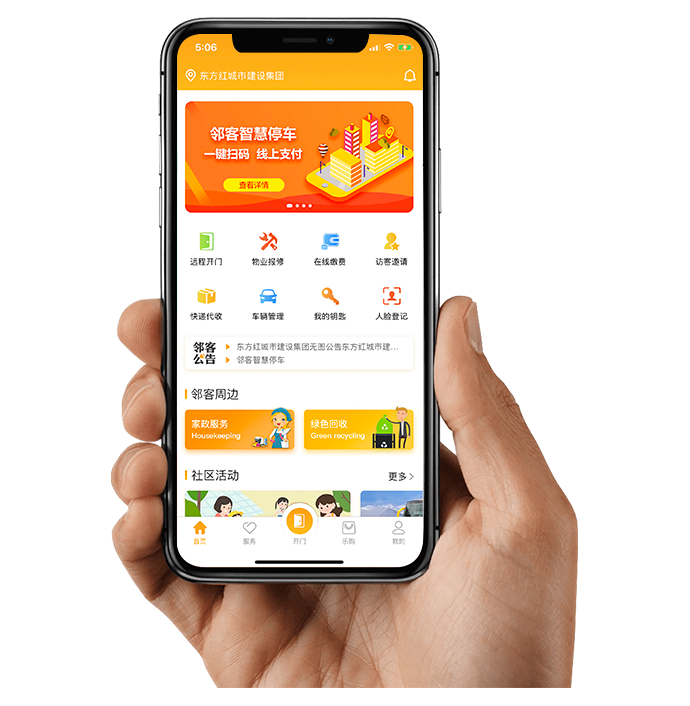 5:06
东方红城市建设集团
邻客智慧停车
一键扫码 线上支付
查看详情
远程开门 物业报修 在线缴费 访客邀请
快递代收 车辆管理 我的钥匙 人脸登记
邻客
公告
东方红城市建设集团无图公告东方红城市建...
邻客智慧停车
邻客周边
家政服务 绿色回收
Housekeeping Green recycling
社区活动 更多
首页 服务 开门 乐购 我的